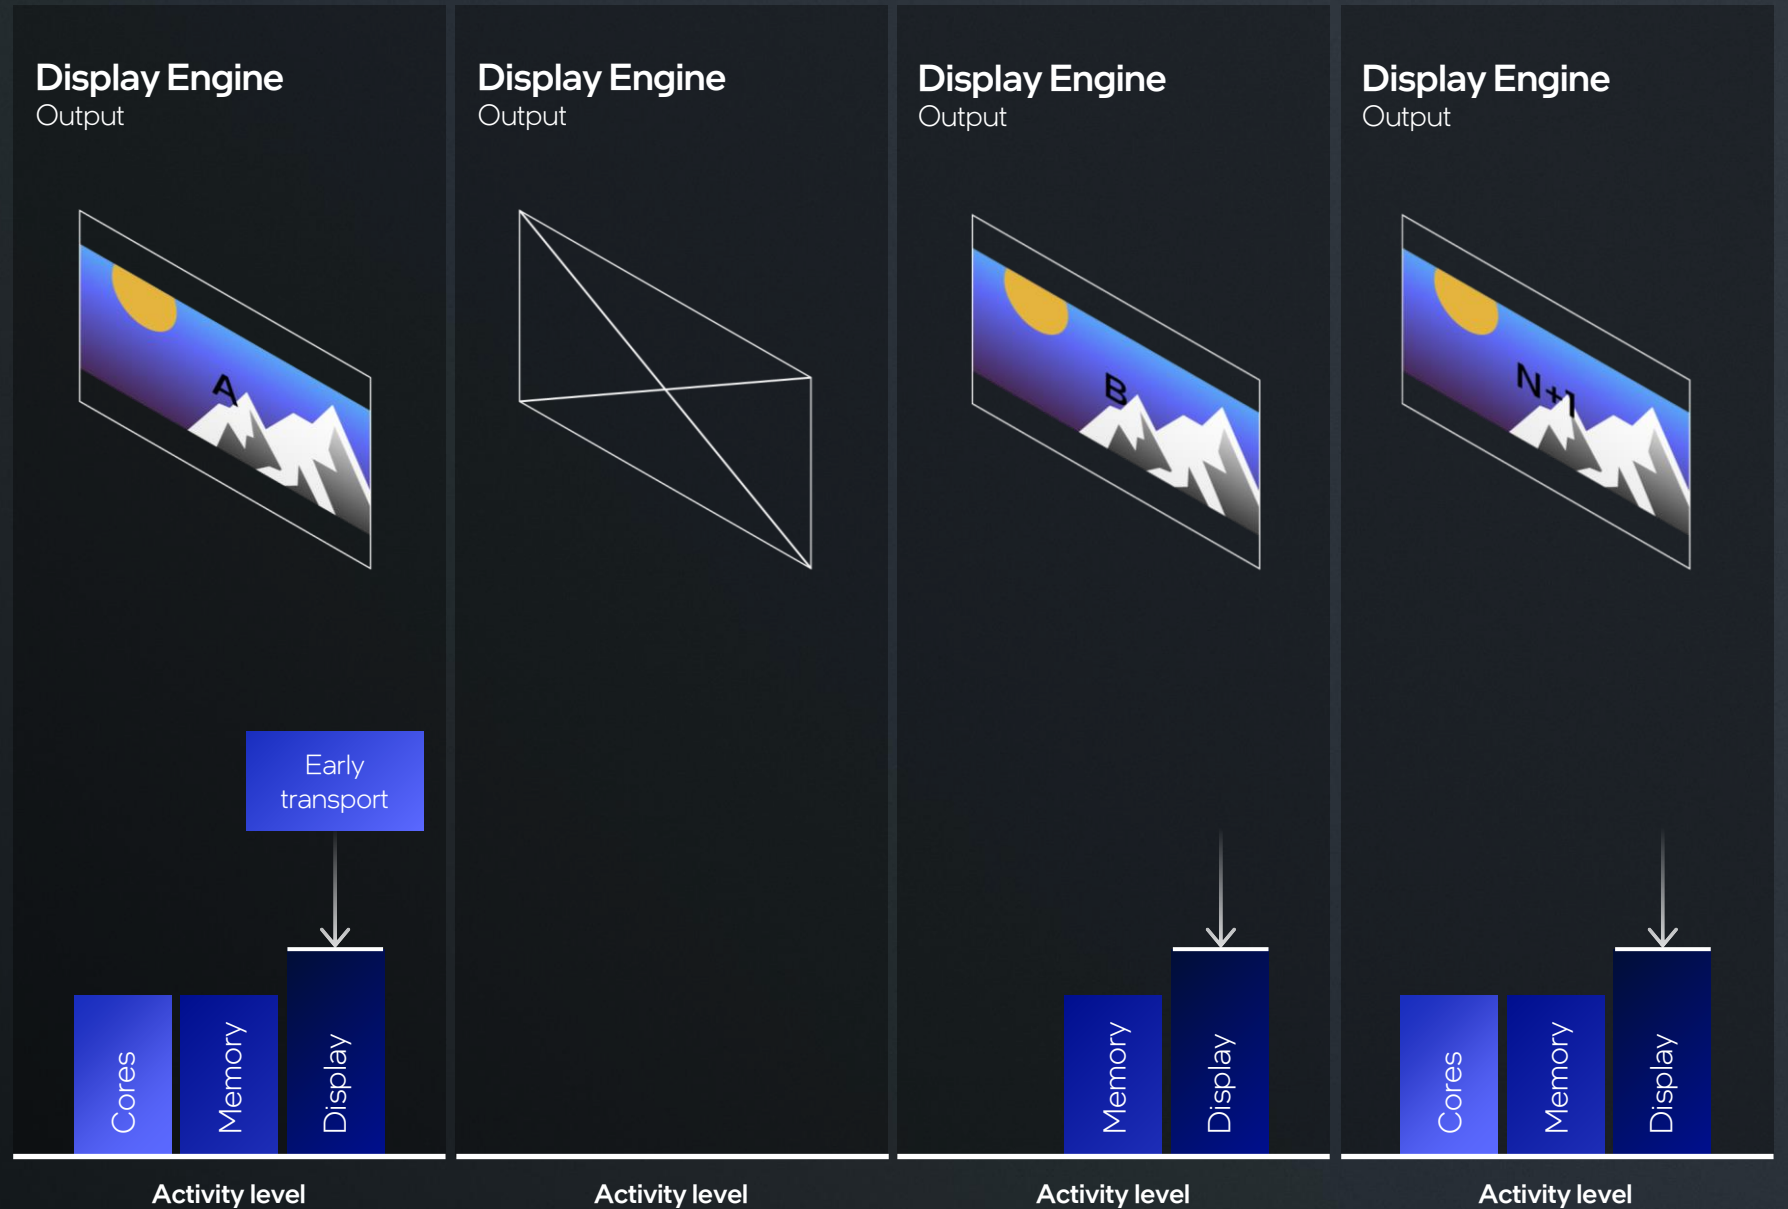 Display Engine
Output
A
Early
transport
Cores
Memory
Display
Activity level
Display Engine
Output
Activity level
Display Engine
Output
B
Memory
Display
Activity level
Display Engine
Output
N+1
Cores
Memory
Display
Activity level